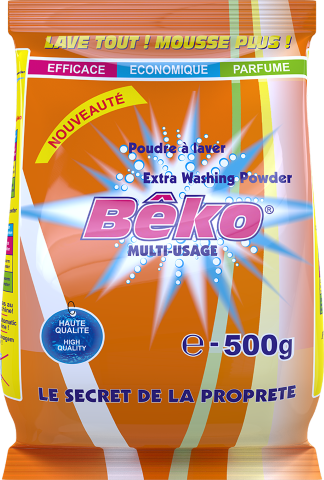 LAVE TOUT ! MOUSSE PLUS !
EFFICACE ECONOMIQUE PARFUME
NOUVEAUTÉ
Poudre à laver
Extra Washing Powder
Bêko®
MULTI-USAGE
HAUTE
QUALITE
HIGH
QUALITY
e - 500g
LE SECRET DE LA PROPRETE